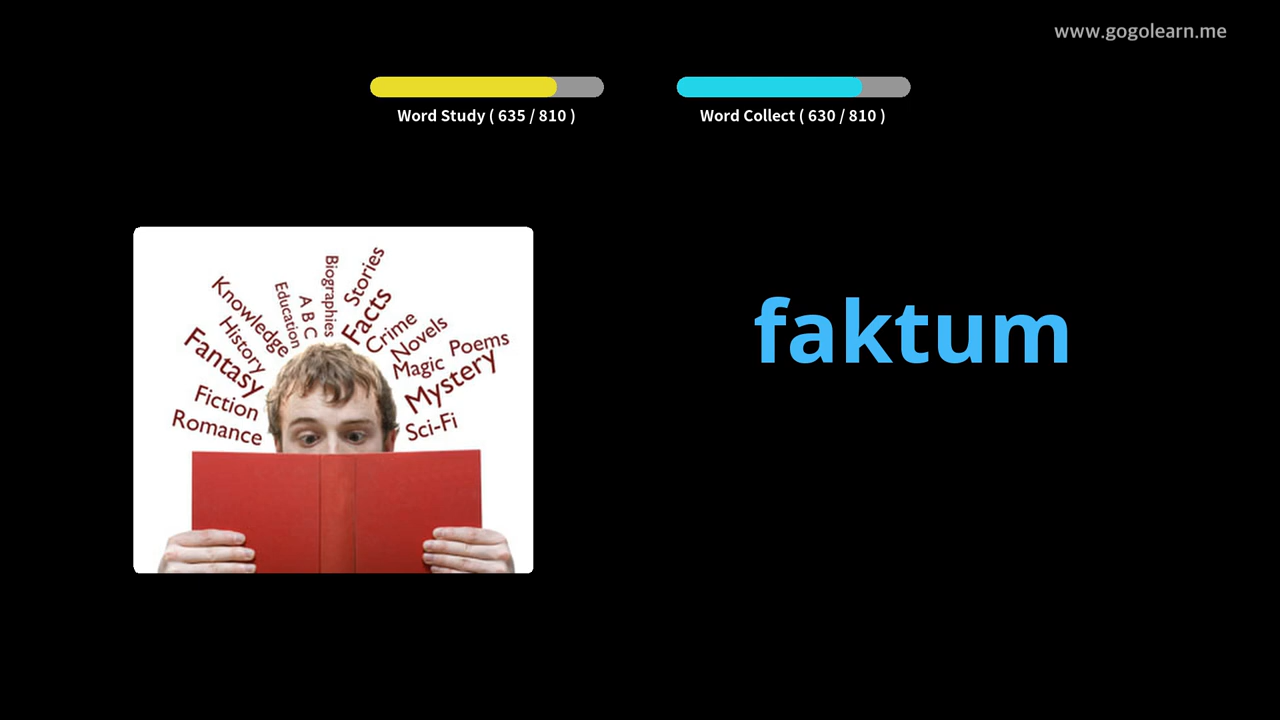 www.gogolearn.me
Word Study ( 635 / 810 )
Word Collect ( 630 / 810 )
faktum
Biographies
Stories
Education
A B C
Facts
Knowledge
History
Crime
Novels
Poems
Fantasy
Magic
Mystery
Fiction
Romance
Sci-Fi